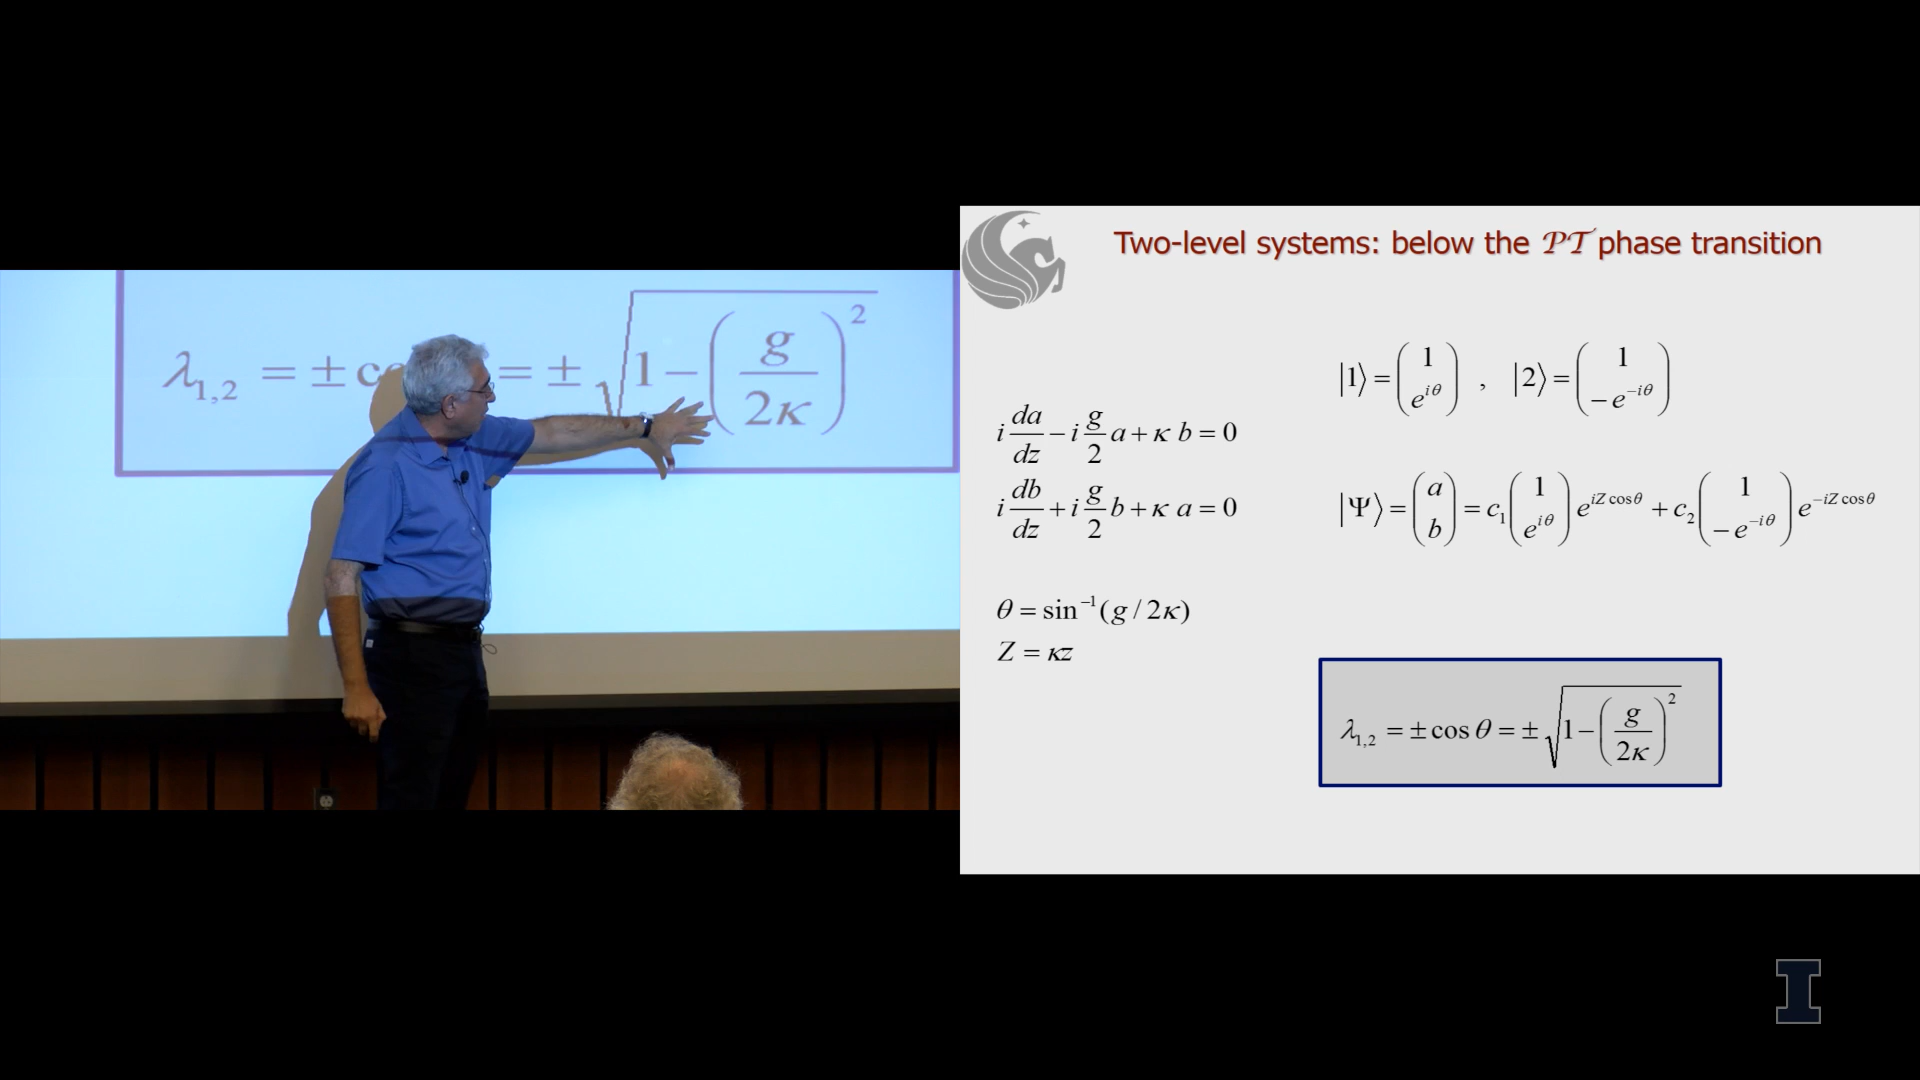 λ1,2 = ± co = ± √1−(g/2κ)²
Two-level systems: below the 𝒫𝒯 phase transition
|1⟩ = (1 e^{iθ}) , |2⟩ = (1 −e^{−iθ})
i da/dz − i g/2 a + κ b = 0
i db/dz + i g/2 b + κ a = 0
|Ψ⟩ = (a b) = c₁ (1 e^{iθ}) e^{iZ cosθ} + c₂ (1 −e^{−iθ}) e^{−iZ cosθ}
θ = sin⁻¹(g / 2κ)
Z = κz
λ1,2 = ± cos θ = ± √1−(g/2κ)²
I